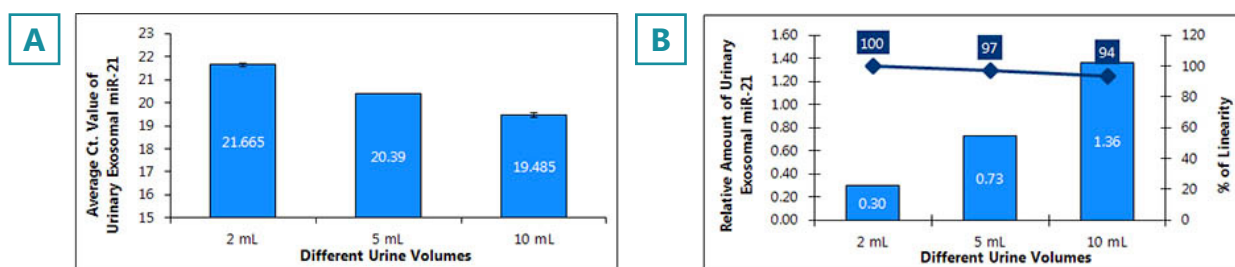 A
Average Ct. Value of
Urinary Exosomal miR-21
23
22
21
20
19
18
17
16
15
21.665
20.39
19.485
2 mL
5 mL
10 mL
Different Urine Volumes
B
Relative Amount of Urinary
Exosomal miR-21
1.60
1.40
1.20
1.00
0.80
0.60
0.40
0.20
0.00
100
97
94
0.30
0.73
1.36
120
100
80
60
40
20
0
% of Linearity
2 mL
5 mL
10 mL
Different Urine Volumes